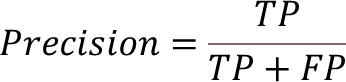 Precision = TP / (TP + FP)